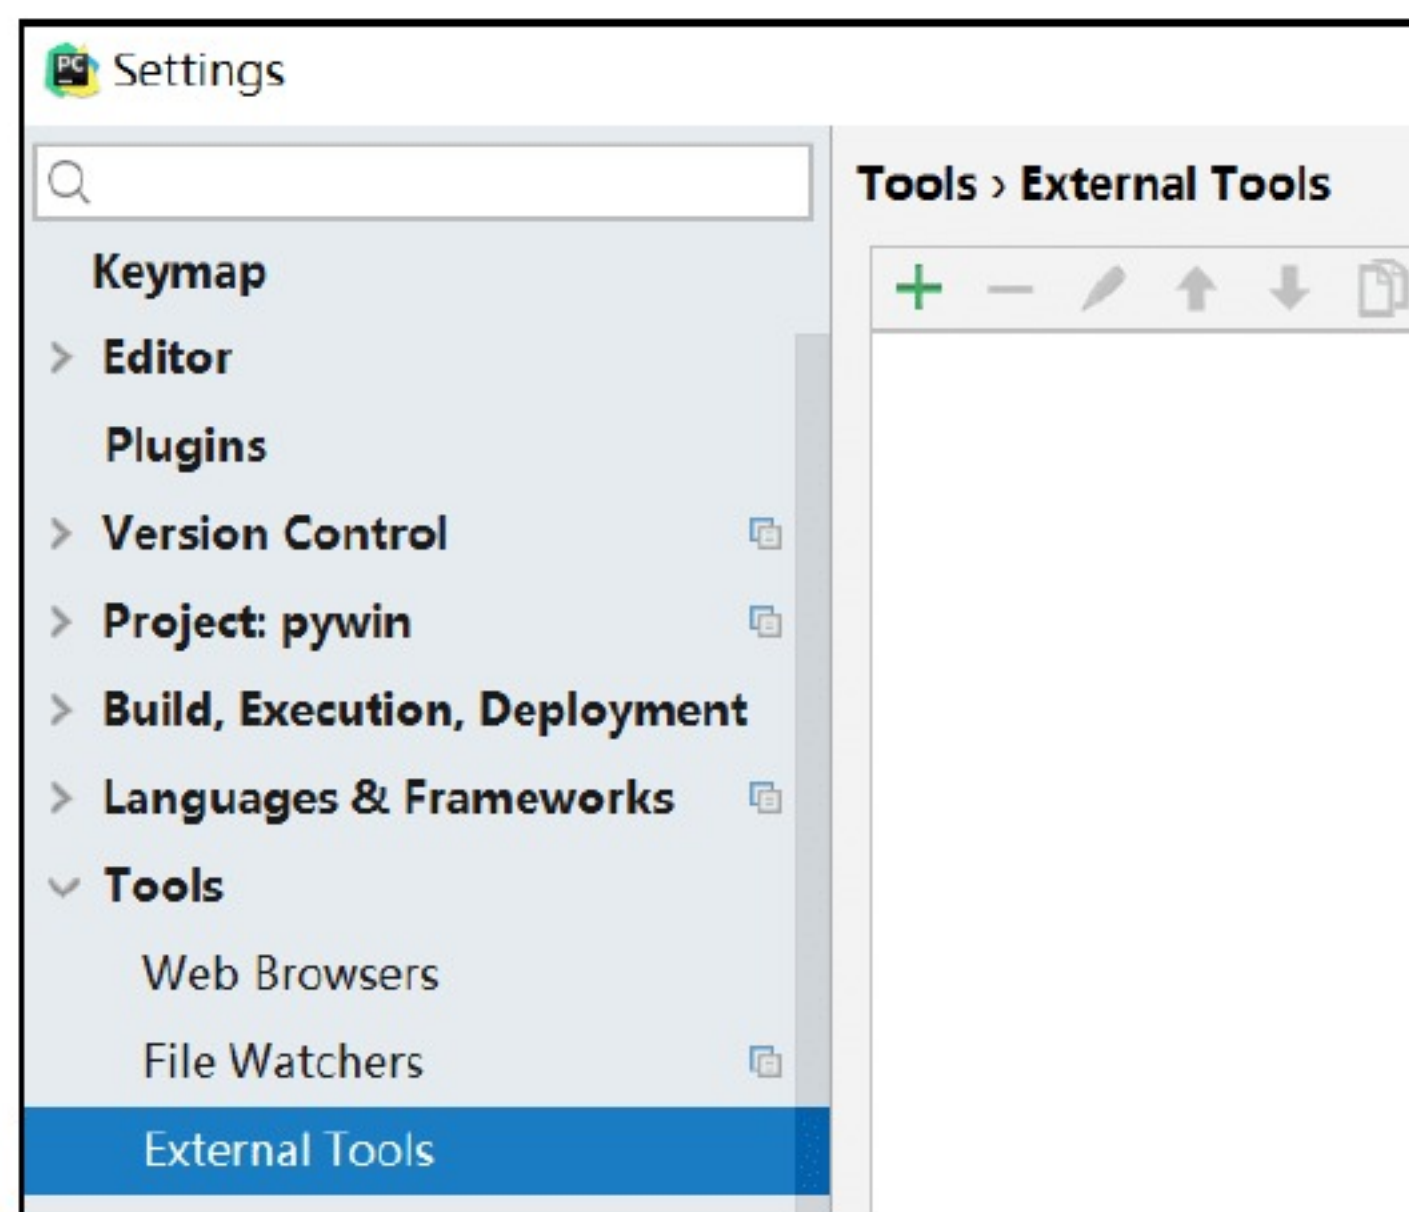 PC
Settings
Tools › External Tools
Keymap
Editor
Plugins
Version Control
Project: pywin
Build, Execution, Deployment
Languages & Frameworks
Tools
Web Browsers
File Watchers
External Tools